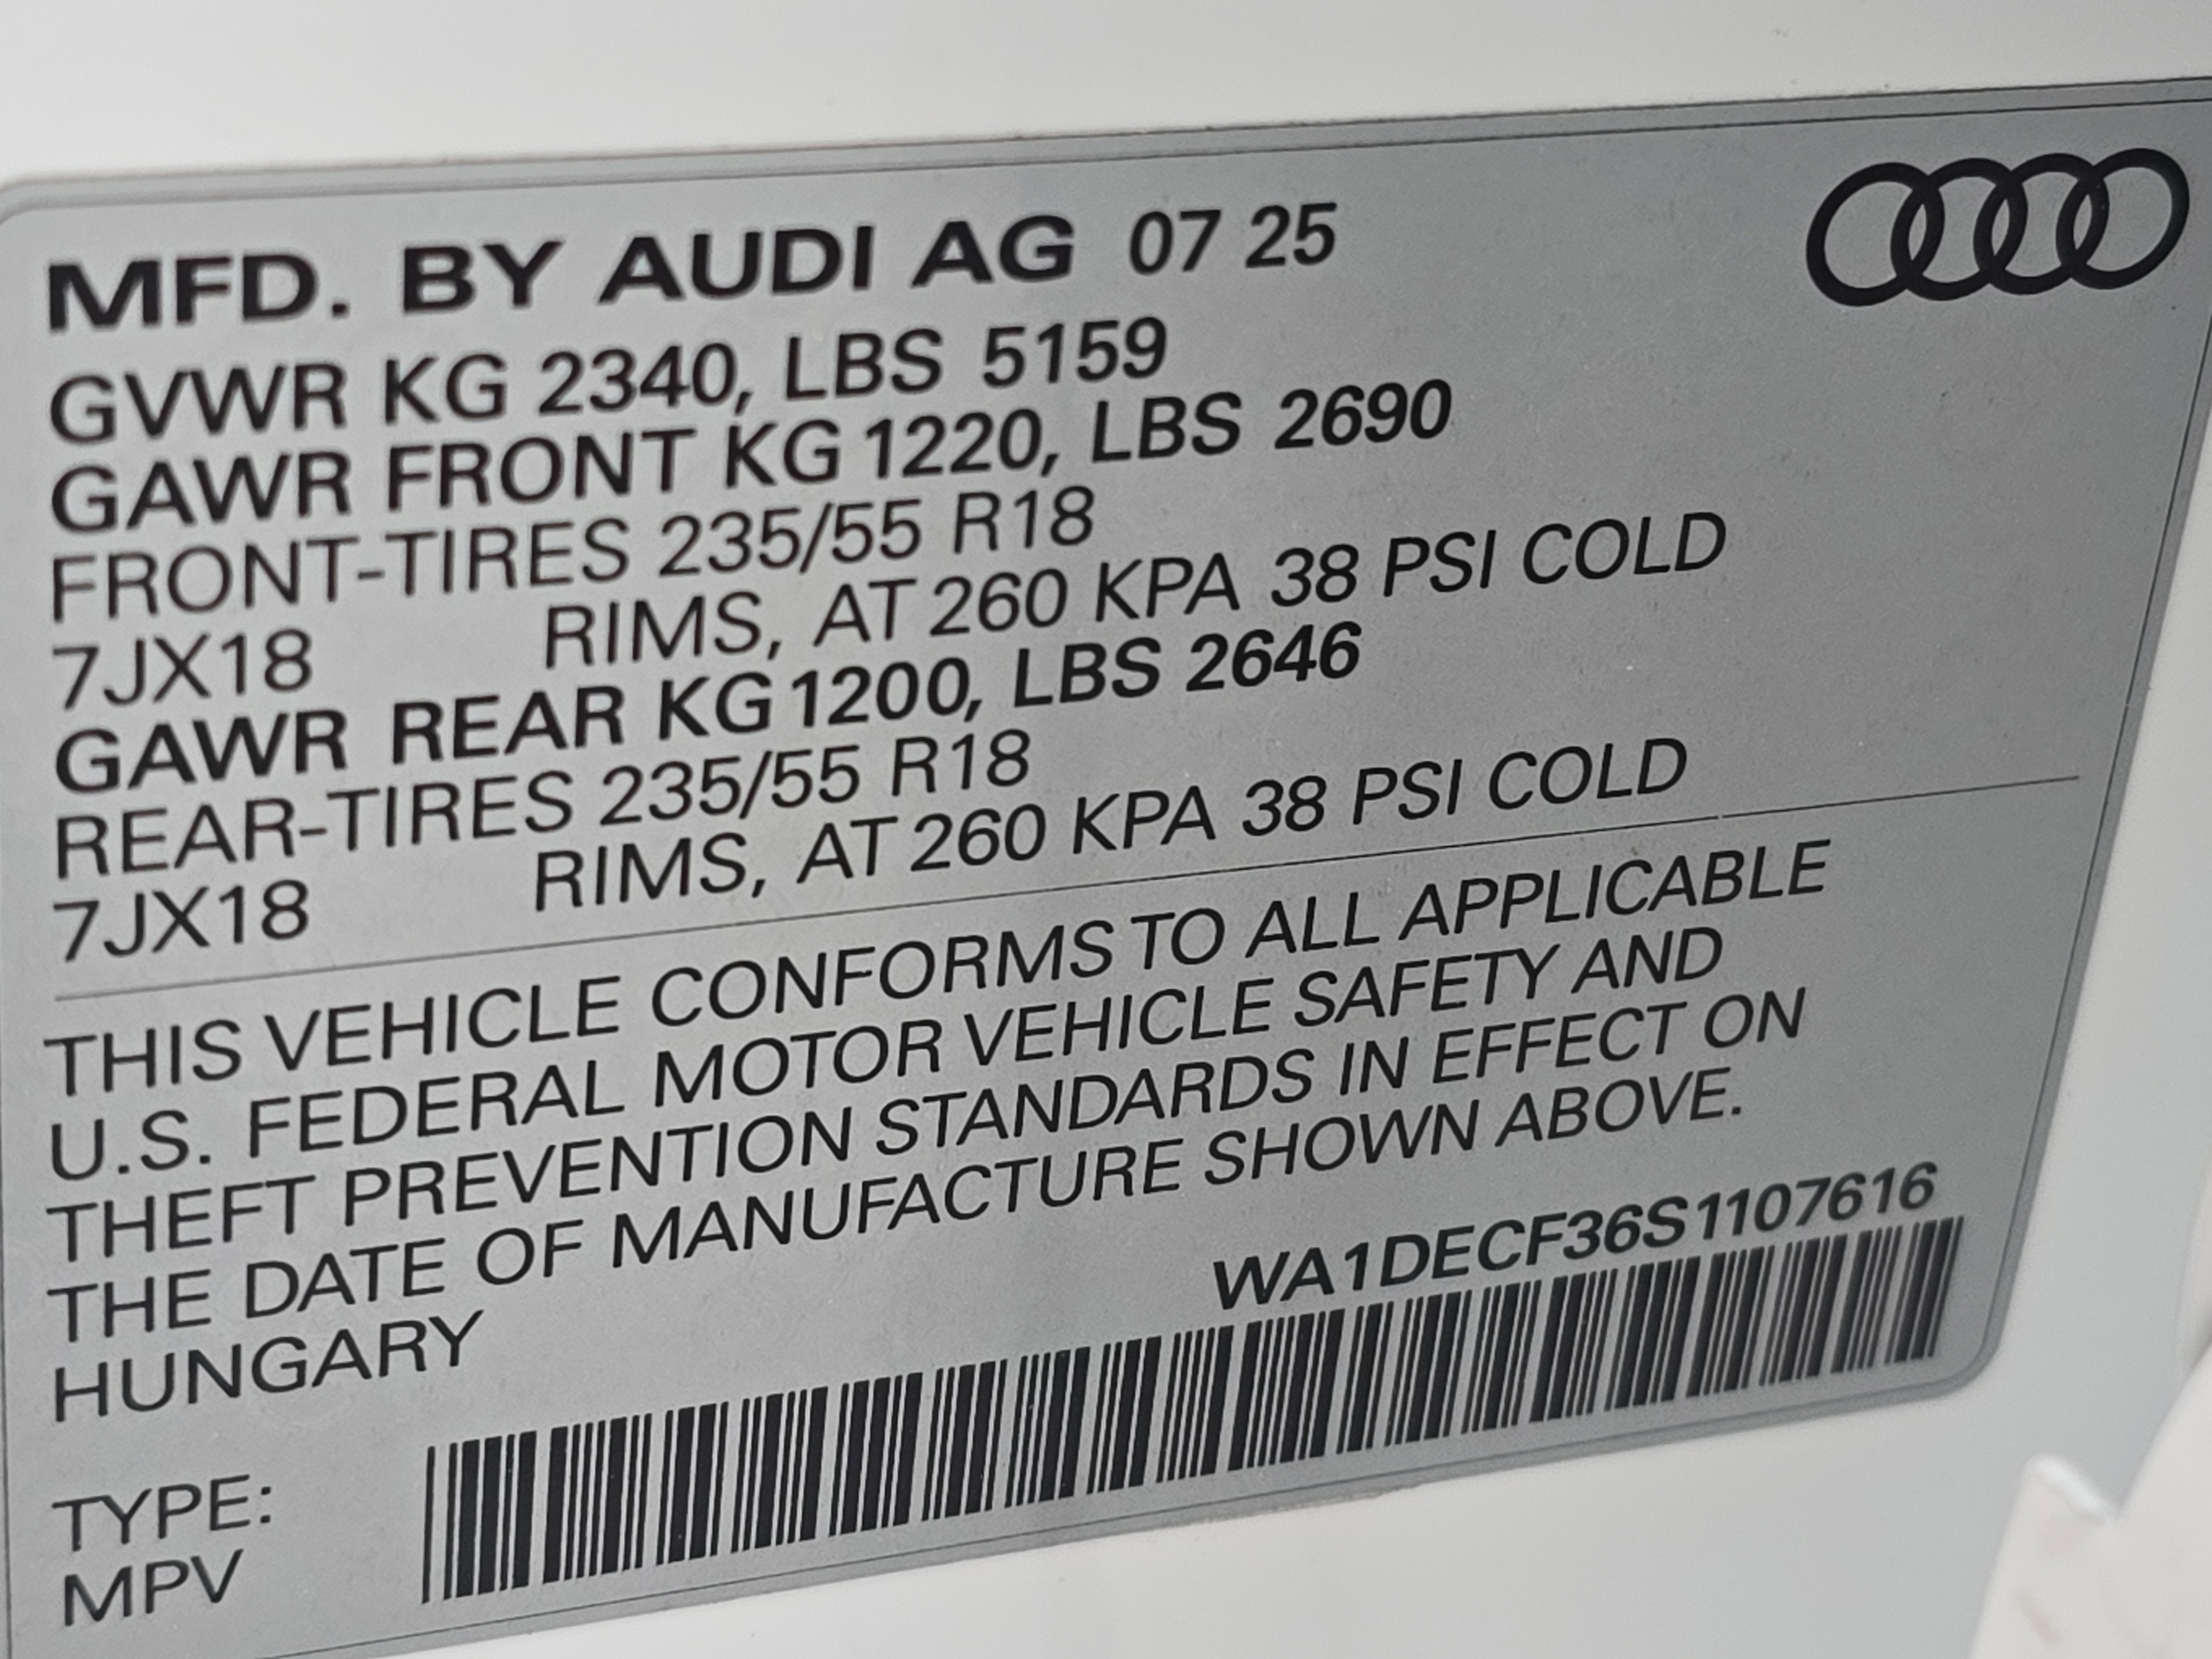 MFD. BY AUDI AG 07 25
GVWR KG 2340, LBS 5159
GAWR FRONT KG 1220, LBS 2690
FRONT-TIRES 235/55 R18
7JX18 RIMS, AT 260 KPA 38 PSI COLD
GAWR REAR KG 1200, LBS 2646
REAR-TIRES 235/55 R18
7JX18 RIMS, AT 260 KPA 38 PSI COLD
THIS VEHICLE CONFORMS TO ALL APPLICABLE
U.S. FEDERAL MOTOR VEHICLE SAFETY AND
THEFT PREVENTION STANDARDS IN EFFECT ON
THE DATE OF MANUFACTURE SHOWN ABOVE.
HUNGARY
WA1DECF36S1107616
TYPE:
MPV